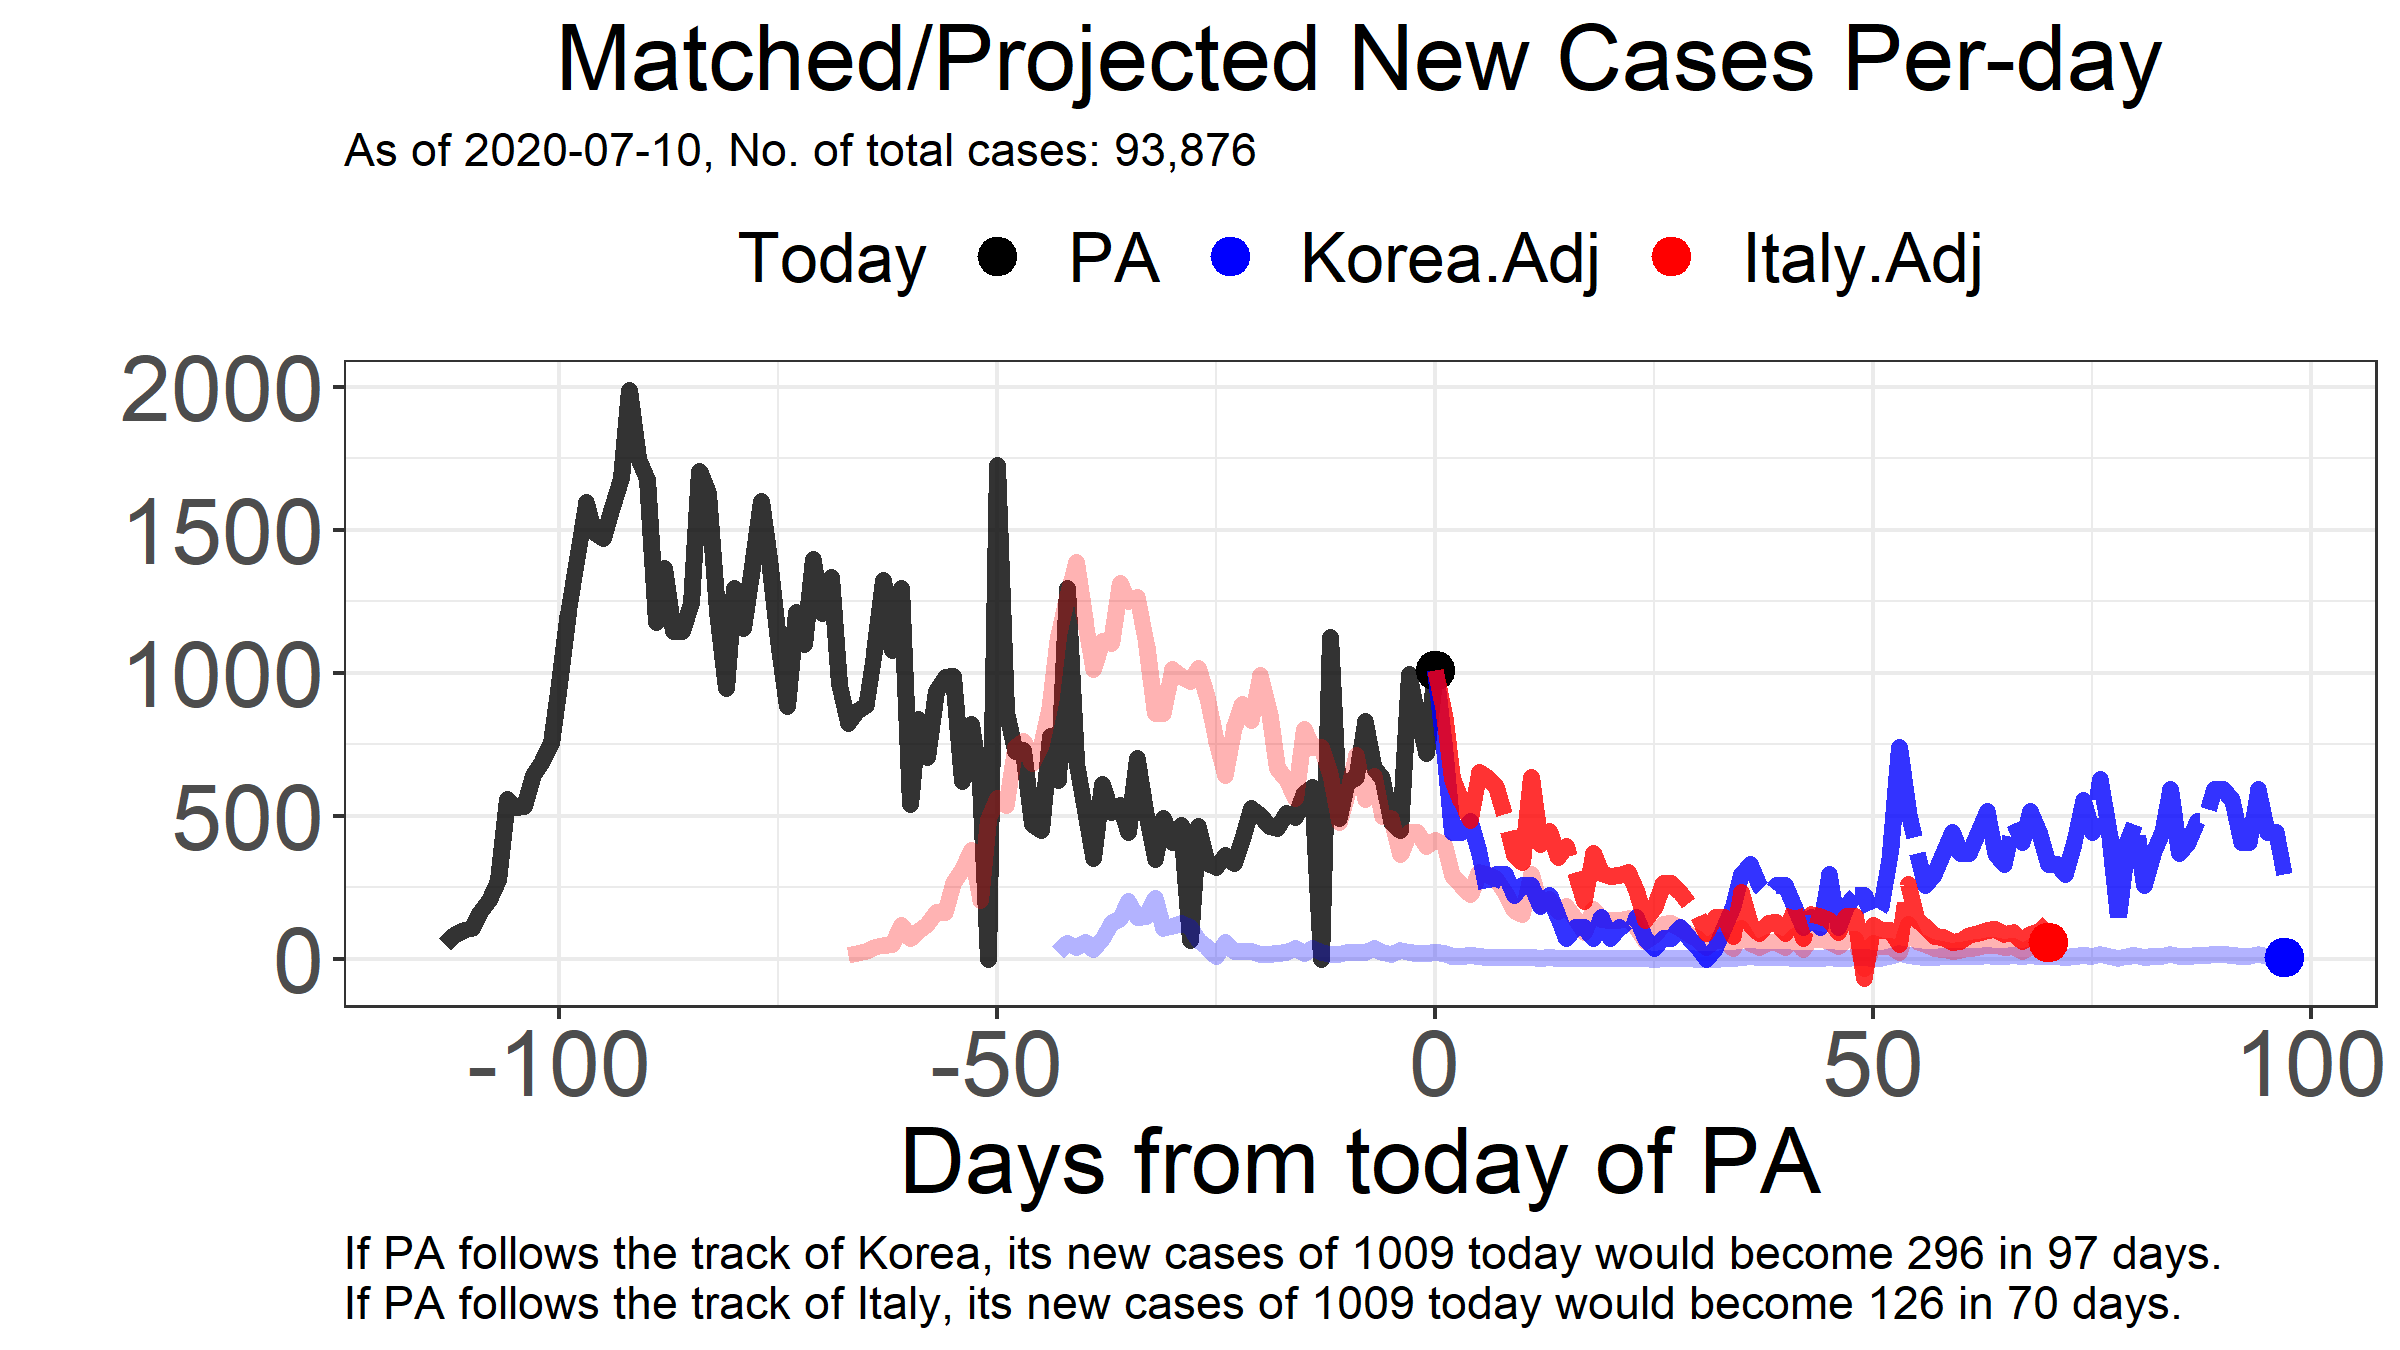 Matched/Projected New Cases Per-day
As of 2020-07-10, No. of total cases: 93,876
Today PA Korea.Adj Italy.Adj
2000
1500
1000
500
0
-100 -50 0 50 100
Days from today of PA
If PA follows the track of Korea, its new cases of 1009 today would become 296 in 97 days.
If PA follows the track of Italy, its new cases of 1009 today would become 126 in 70 days.